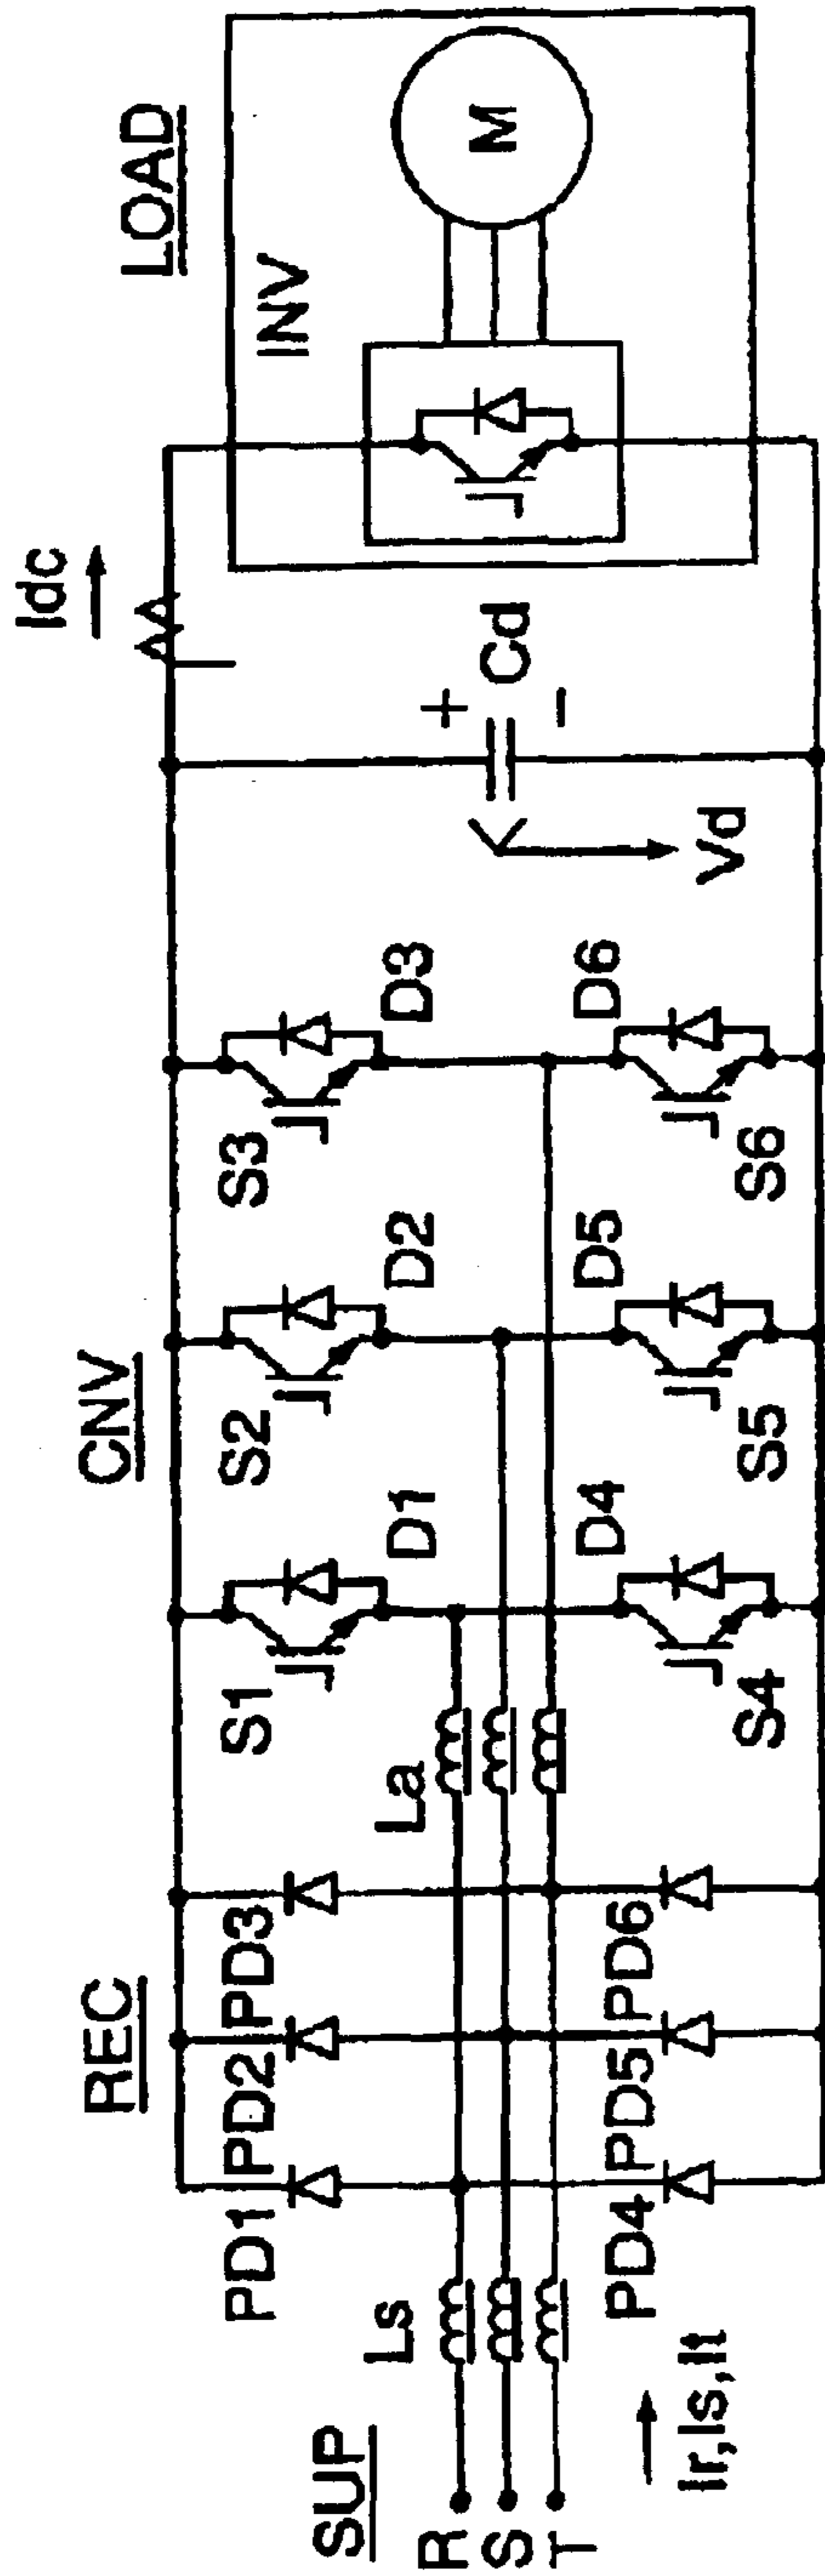 SUP
R
S
T
Ir,Is,It
Ls
REC
PD1
PD2
PD3
PD4
PD5
PD6
La
CNV
S1
D1
S2
D2
S3
D3
S4
D4
S5
D5
S6
D6
Vd
+
Cd
−
Idc
LOAD
INV
M